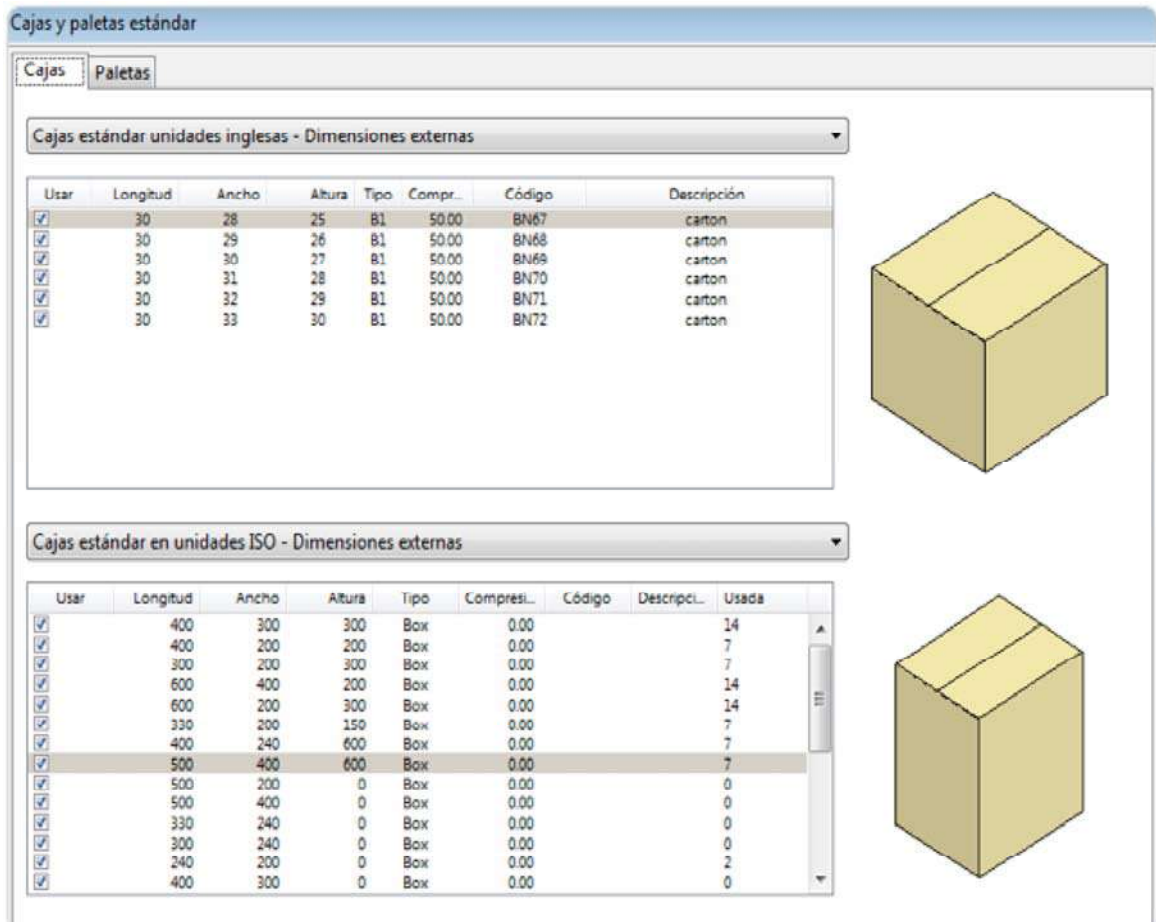 Cajas y paletas estándar
Cajas Paletas
Cajas estándar unidades inglesas - Dimensiones externas
Usar Longitud Ancho Altura Tipo Compr... Código Descripción
30 28 25 B1 50.00 BN67 carton
30 29 26 B1 50.00 BN68 carton
30 30 27 B1 50.00 BN69 carton
30 31 28 B1 50.00 BN70 carton
30 32 29 B1 50.00 BN71 carton
30 33 30 B1 50.00 BN72 carton
Cajas estándar en unidades ISO - Dimensiones externas
Usar Longitud Ancho Altura Tipo Compresi... Código Descripci... Usada
400 300 300 Box 0.00 14
400 200 200 Box 0.00 7
300 200 300 Box 0.00 7
600 400 200 Box 0.00 14
600 200 300 Box 0.00 14
330 200 150 Box 0.00 7
400 240 600 Box 0.00 7
500 400 600 Box 0.00 7
500 200 0 Box 0.00 0
500 400 0 Box 0.00 0
330 240 0 Box 0.00 0
300 240 0 Box 0.00 0
240 200 0 Box 0.00 2
400 300 0 Box 0.00 0